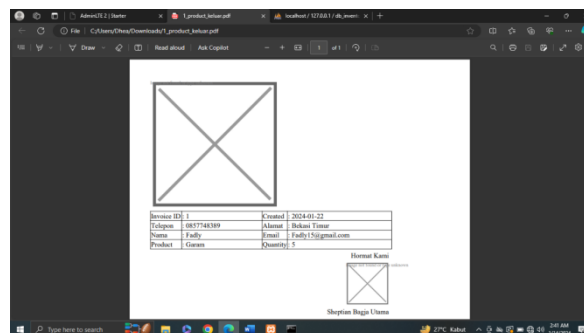 AdminLTE 2 | Starter
1_product_keluar.pdf
localhost / 127.0.0.1 / db_invent
File
C:/Users/Dhea/Downloads/1_product_keluar.pdf
Draw
Read aloud
Ask Copilot
1
of 1
Invoice ID : 1 Created : 2024-01-22
Telepon : 0857748389 Alamat : Bekasi Timur
Nama : Fadly Email : Fadly15@gmail.com
Product : Garam Quantity : 5
Hormat Kami
Sheptian Bagja Utama
Type here to search
27°C Kabut
2:41 AM